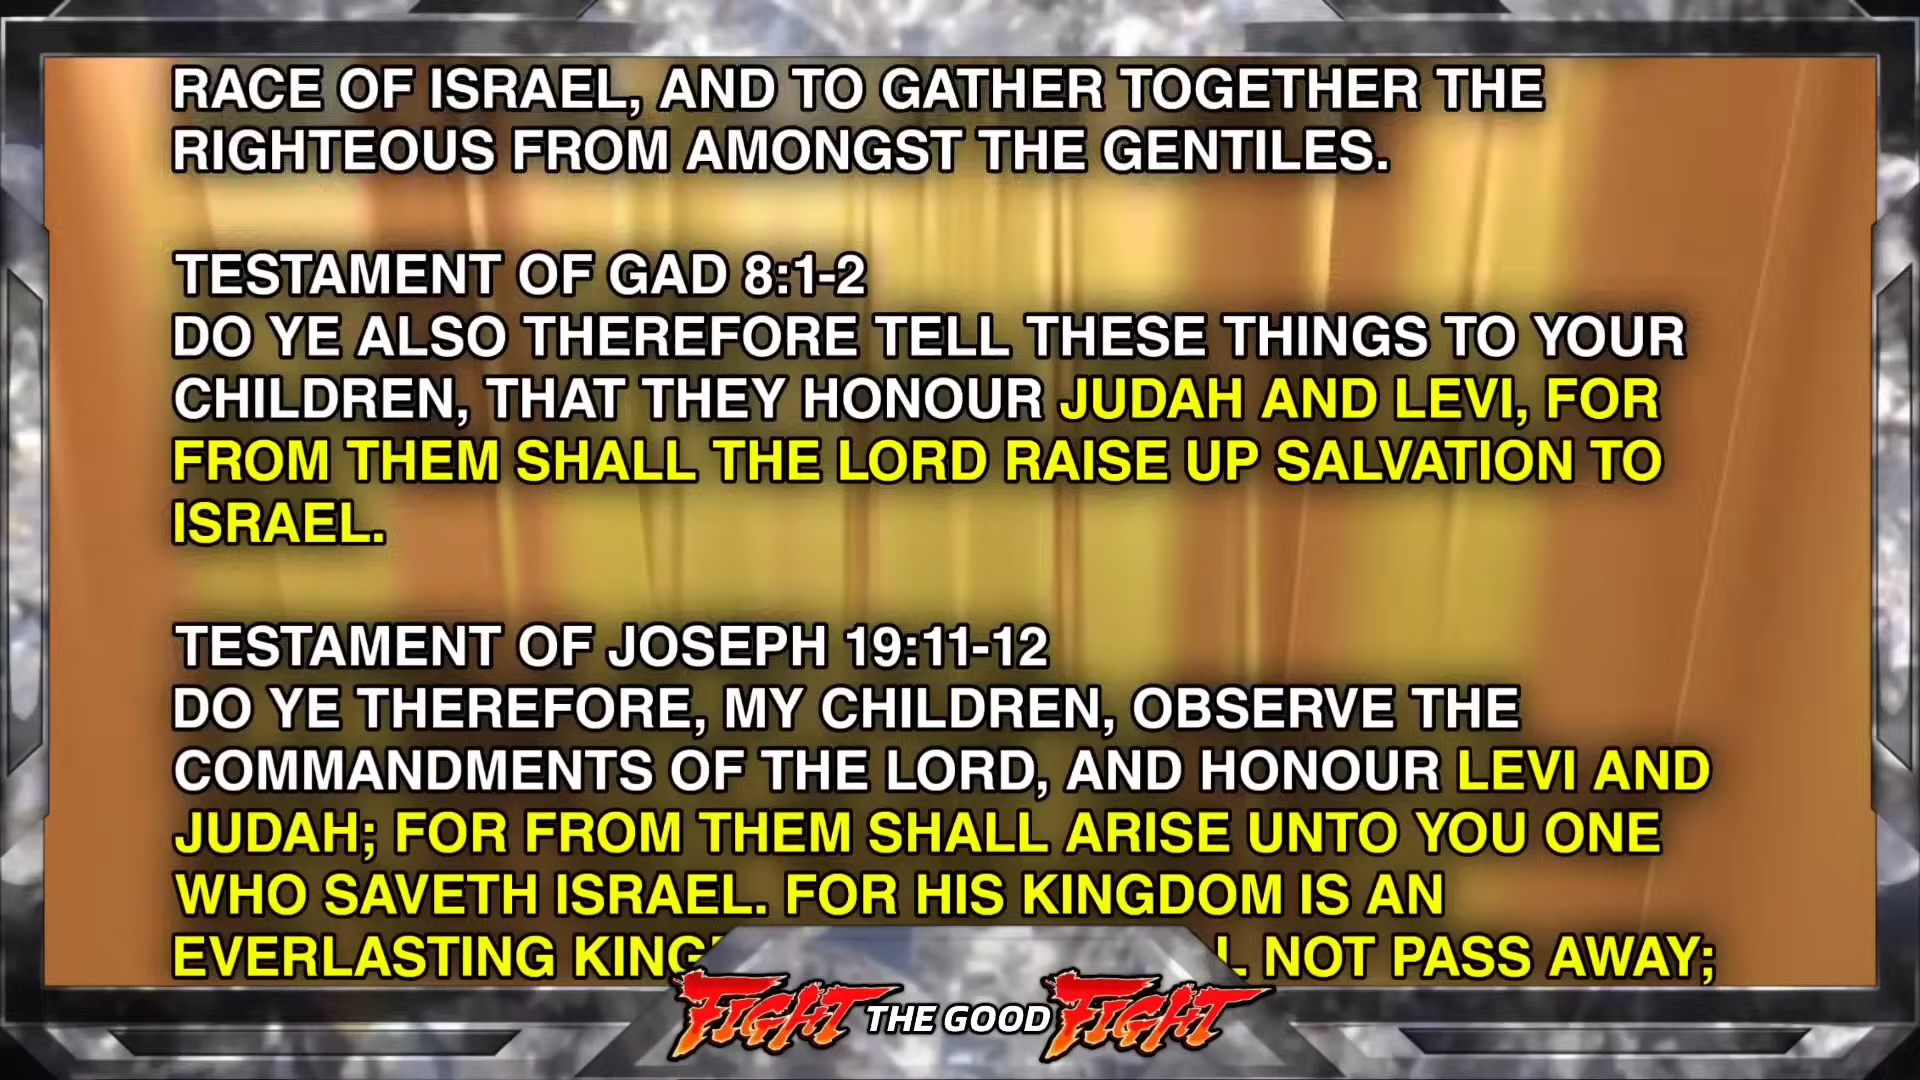 RACE OF ISRAEL, AND TO GATHER TOGETHER THE
RIGHTEOUS FROM AMONGST THE GENTILES.
TESTAMENT OF GAD 8:1-2
DO YE ALSO THEREFORE TELL THESE THINGS TO YOUR
CHILDREN, THAT THEY HONOUR JUDAH AND LEVI, FOR
FROM THEM SHALL THE LORD RAISE UP SALVATION TO
ISRAEL.
TESTAMENT OF JOSEPH 19:11-12
DO YE THEREFORE, MY CHILDREN, OBSERVE THE
COMMANDMENTS OF THE LORD, AND HONOUR LEVI AND
JUDAH; FOR FROM THEM SHALL ARISE UNTO YOU ONE
WHO SAVETH ISRAEL. FOR HIS KINGDOM IS AN
EVERLASTING NOT PASS AWAY;
FIGHT THE GOOD FIGHT